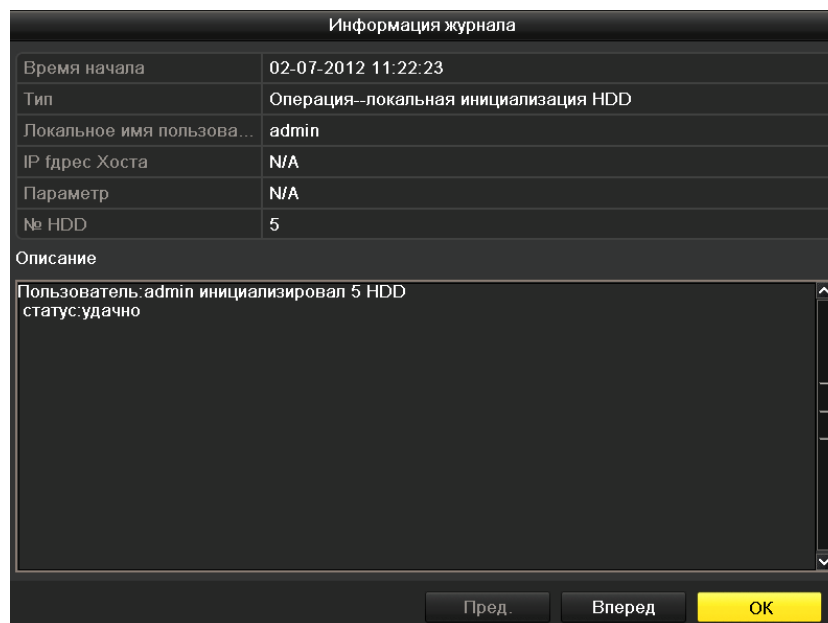 Информация журнала
Время начала 02-07-2012 11:22:23
Тип Операция--локальная инициализация HDD
Локальное имя пользова... admin
IP fдрес Хоста N/A
Параметр N/A
№ HDD 5
Описание
Пользователь:admin инициализировал 5 HDD
статус:удачно
Пред. Вперед OK